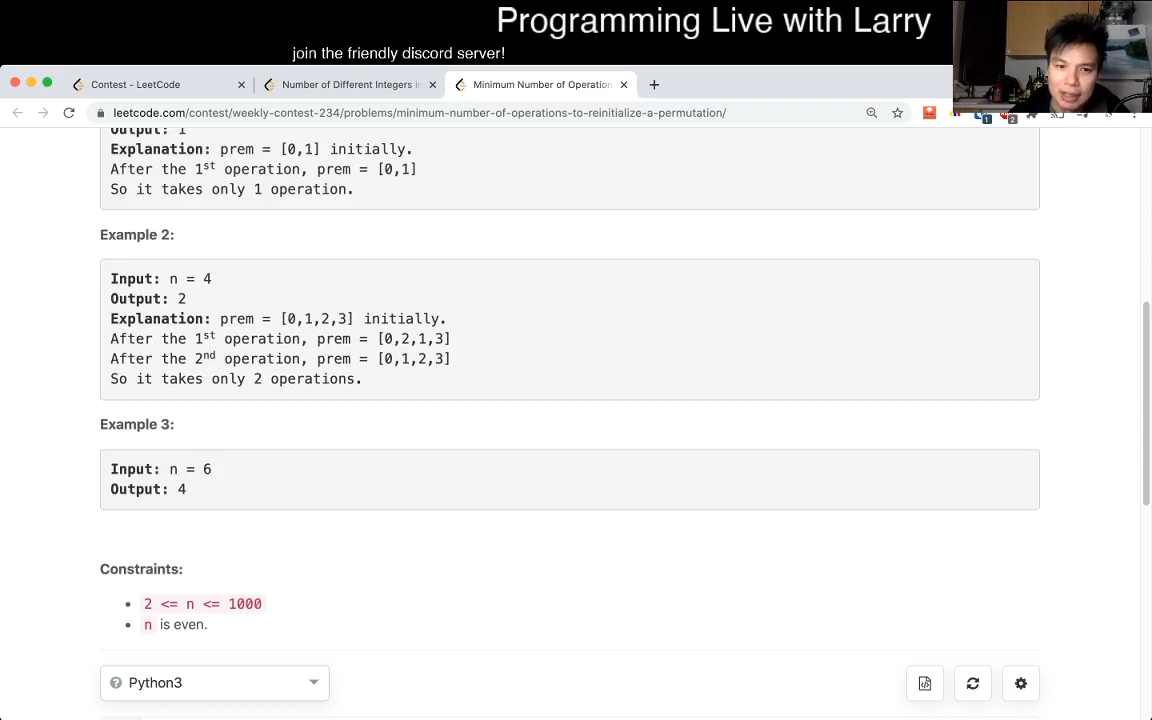 Programming Live with Larry
join the friendly discord server!
Contest - LeetCode
Number of Different Integers i
Minimum Number of Operation
leetcode.com/contest/weekly-contest-234/problems/minimum-number-of-operations-to-reinitialize-a-permutation/
1
2
Output: 1
Explanation: prem = [0,1] initially.
After the 1st operation, prem = [0,1]
So it takes only 1 operation.
Example 2:
Input: n = 4
Output: 2
Explanation: prem = [0,1,2,3] initially.
After the 1st operation, prem = [0,2,1,3]
After the 2nd operation, prem = [0,1,2,3]
So it takes only 2 operations.
Example 3:
Input: n = 6
Output: 4
Constraints:
2 <= n <= 1000
n is even.
Python3